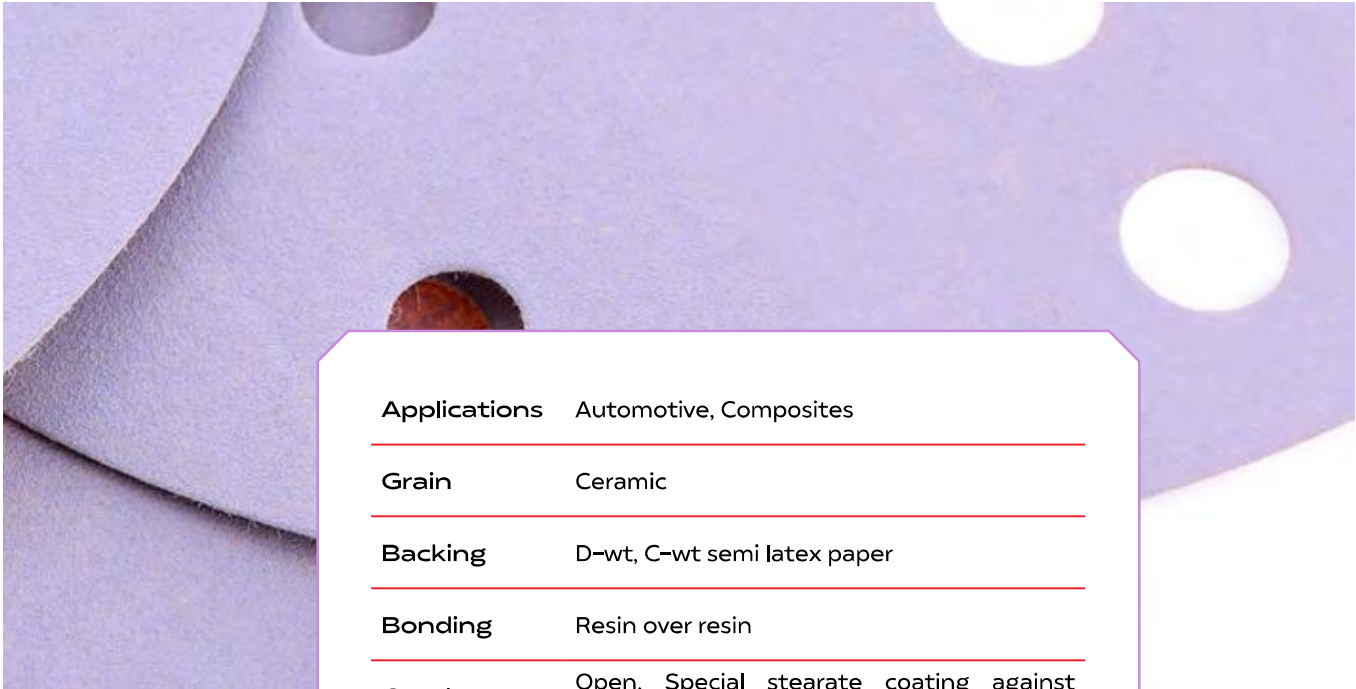 Applications Automotive, Composites
Grain Ceramic
Backing D-wt, C-wt semi latex paper
Bonding Resin over resin
Open. Special stearate coating against